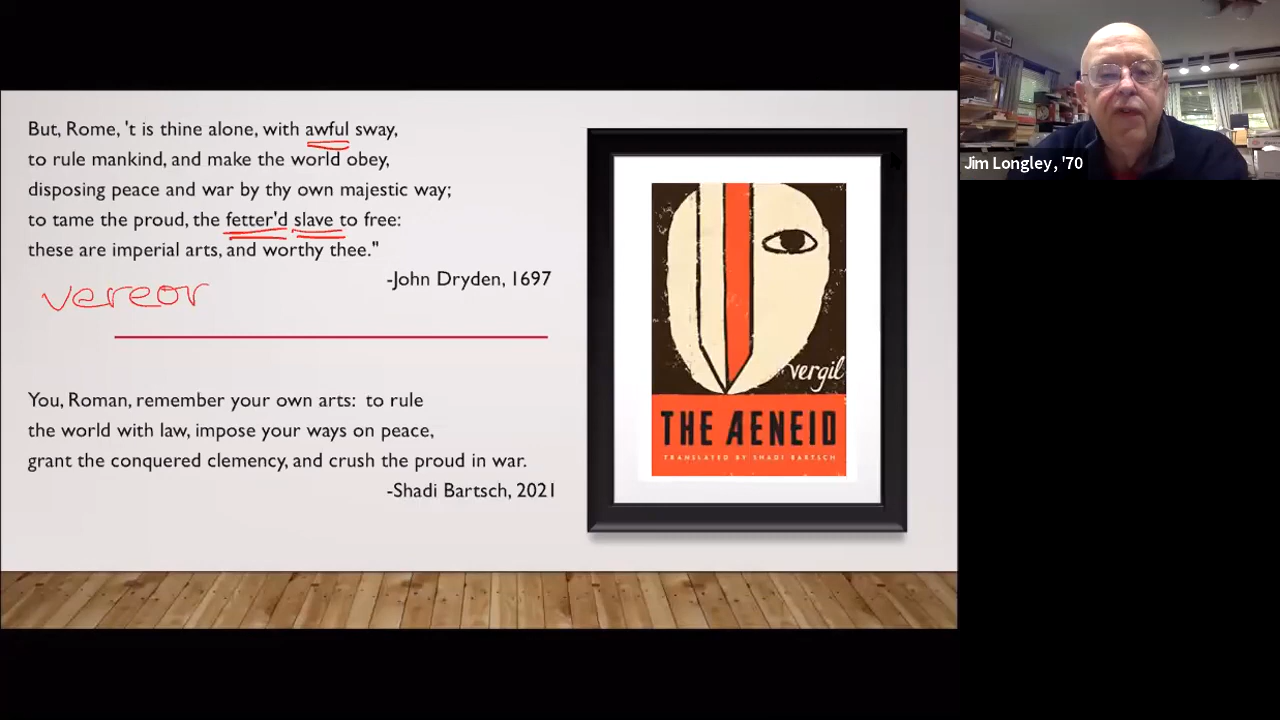 But, Rome, 't is thine alone, with awful sway,
to rule mankind, and make the world obey,
disposing peace and war by thy own majestic way;
to tame the proud, the fetter'd slave to free:
these are imperial arts, and worthy thee."
-John Dryden, 1697
vereor
You, Roman, remember your own arts: to rule
the world with law, impose your ways on peace,
grant the conquered clemency, and crush the proud in war.
-Shadi Bartsch, 2021
vergil
THE AENEID
TRANSLATED BY SHADI BARTSCH
Jim Longley, '70